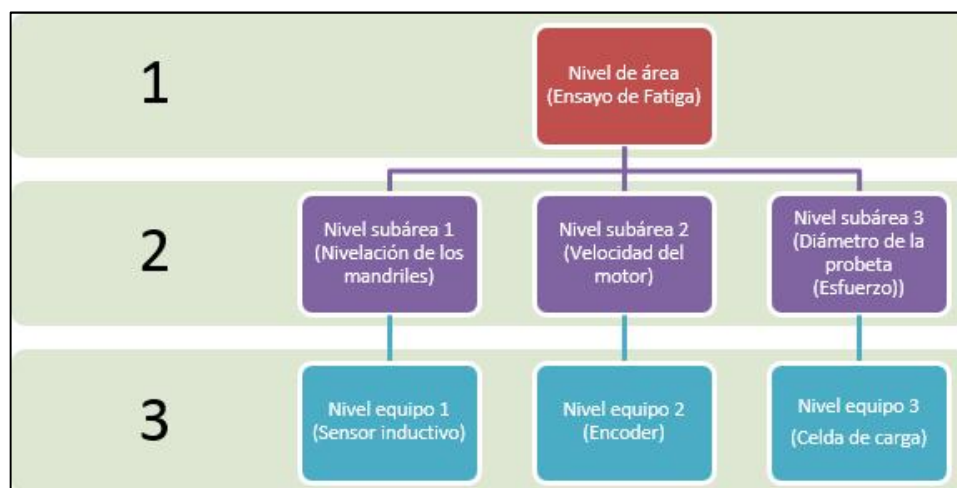 1
Nivel de área
(Ensayo de Fatiga)
2
Nivel subárea 1
(Nivelación de los
mandriles)
Nivel subárea 2
(Velocidad del
motor)
Nivel subárea 3
(Diámetro de la
probeta
(Esfuerzo))
3
Nivel equipo 1
(Sensor inductivo)
Nivel equipo 2
(Encoder)
Nivel equipo 3
(Celda de carga)